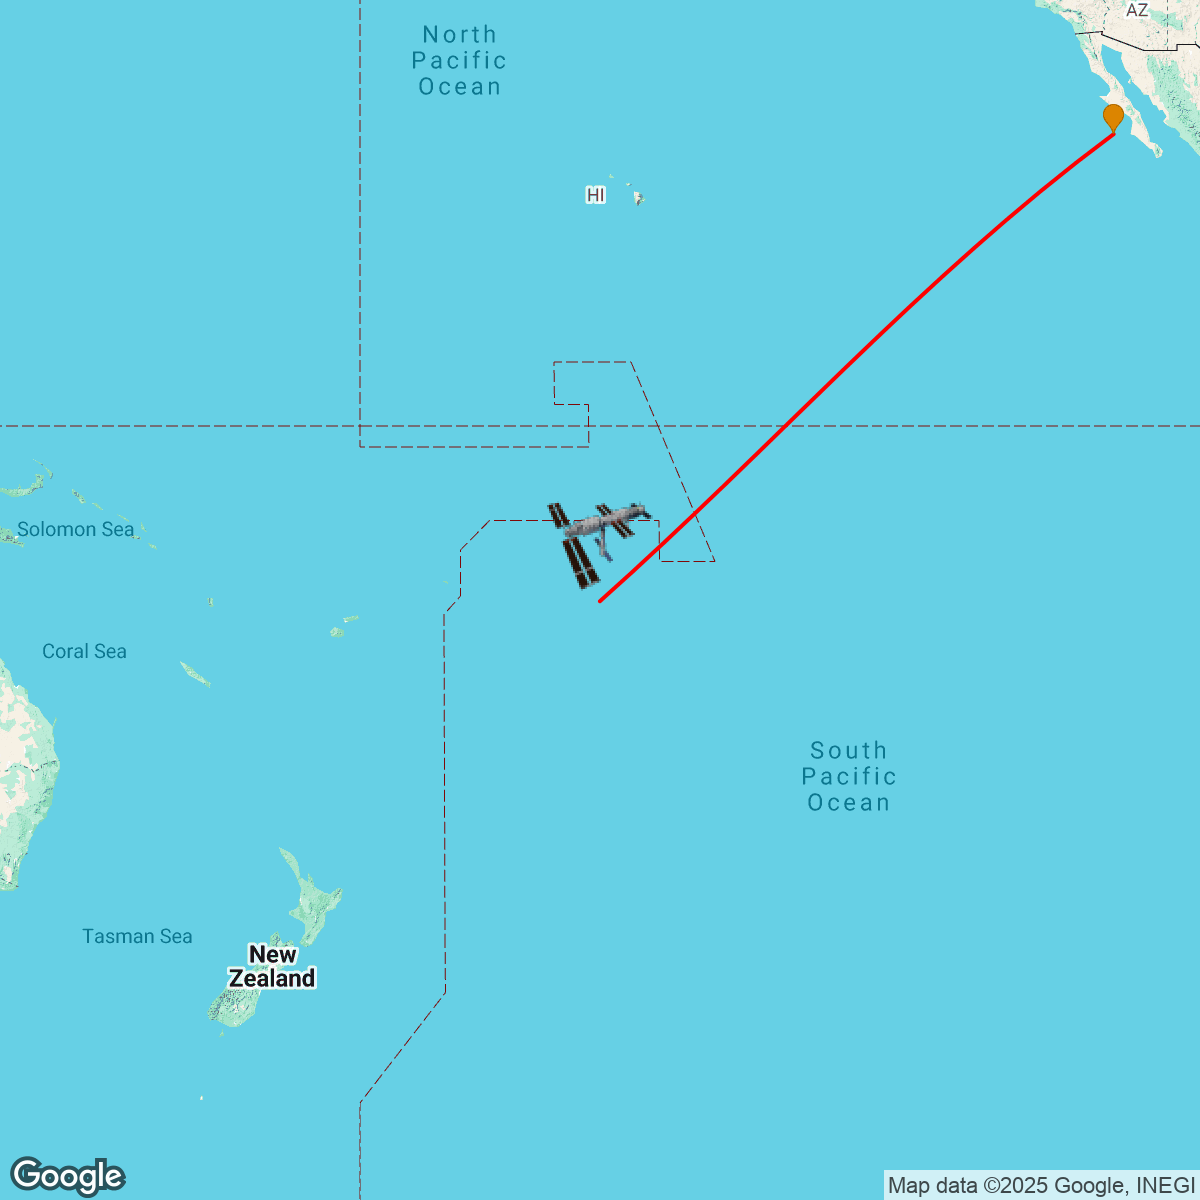 AZ
North
Pacific
Ocean
HI
Solomon Sea
Coral Sea
South
Pacific
Ocean
Tasman Sea
New
Zealand
Google
Map data ©2025 Google, INEGI